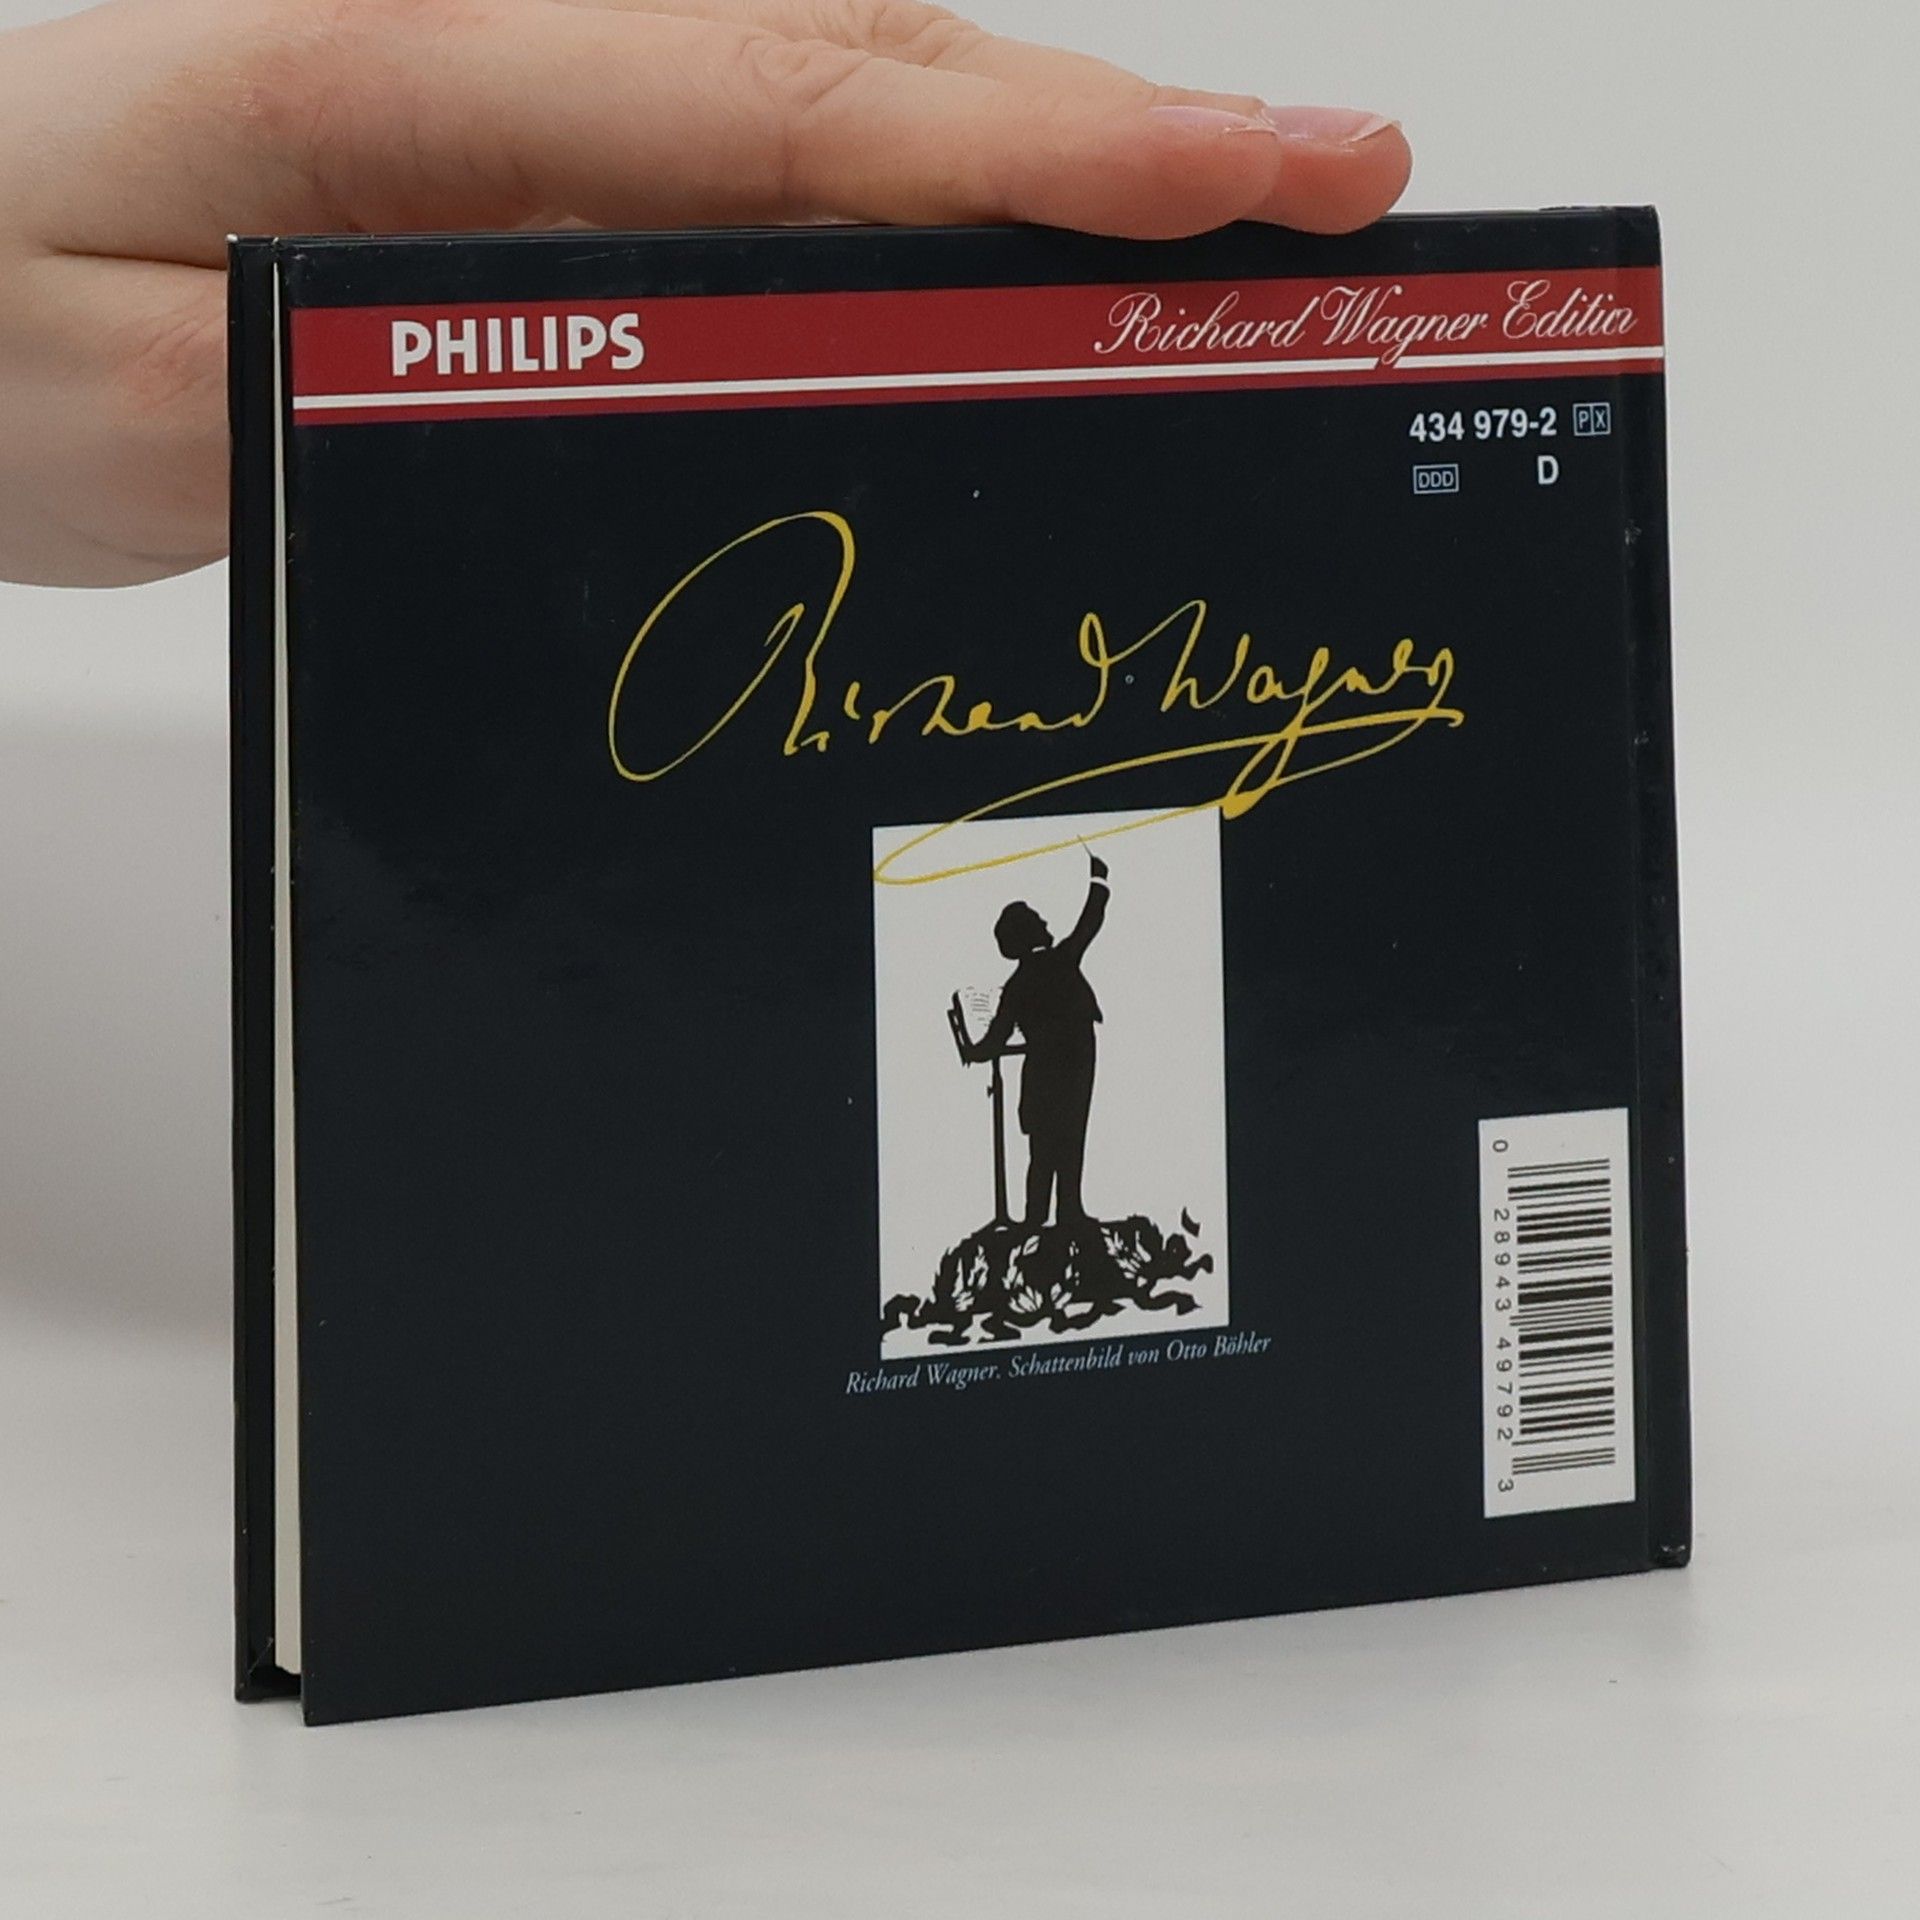 PHILIPS
Richard Wagner Edition
434 979-2 PX
DDD D
Richard Wagner
Richard Wagner. Schattenbild von Otto Böhler
0 28943 49792 3